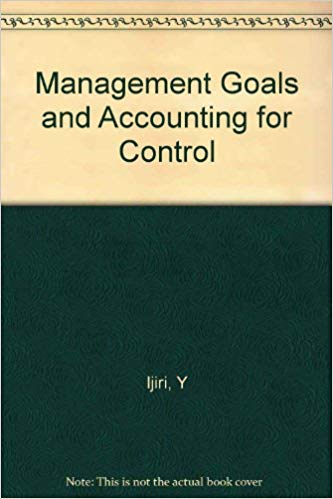 Management Goals
and Accounting for
Control
Ijiri, Y
Note: This is not the actual book cover